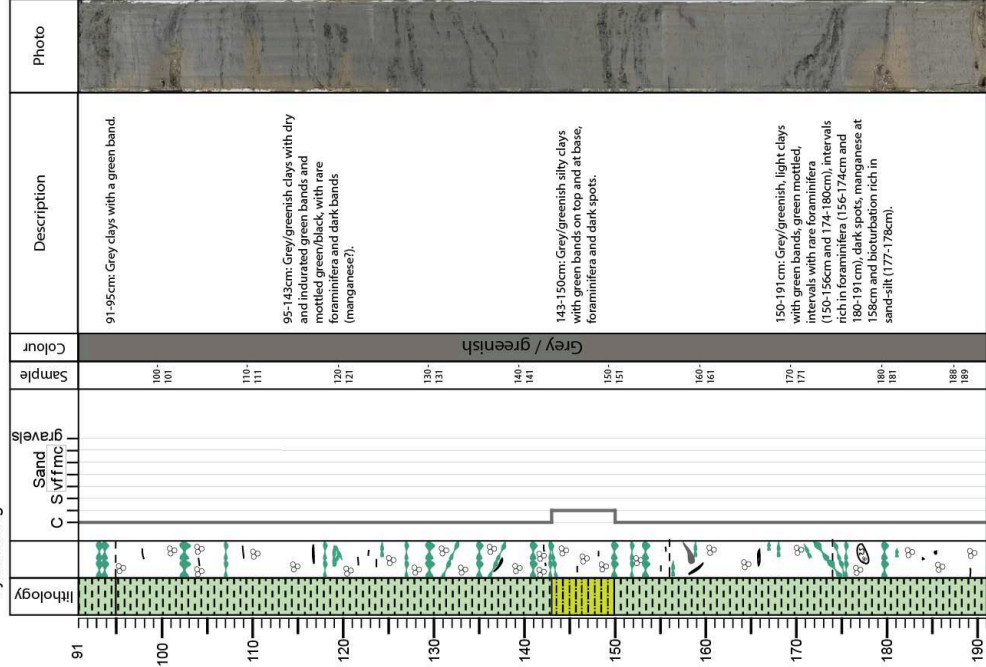 Photo
Description
91-95cm: Grey clays with a green band.
95-143cm: Grey/greenish clays with dry
and indurated green bands and
mottled green/black, with rare
foraminifera and dark bands
(manganese?).
143-150cm: Grey/greenish silty clays
with green bands on top and at base,
foraminifera and dark spots.
150-191cm: Grey/greenish, light clays
with green bands, green mottled,
intervals with rare foraminifera
(150-156cm and 174-180cm), intervals
rich in foraminifera (156-174cm and
180-191cm), dark spots, manganese at
158cm and bioturbation rich in
sand-silt (177-178cm).
Colour
Grey / greenish
Sample
100-
101
110-
111
120-
121
130-
131
140-
141
150-
151
160-
161
170-
171
180-
181
188-
189
gravels
Sand
C S vf f m c
lithology
91
100
110
120
130
140
150
160
170
180
190